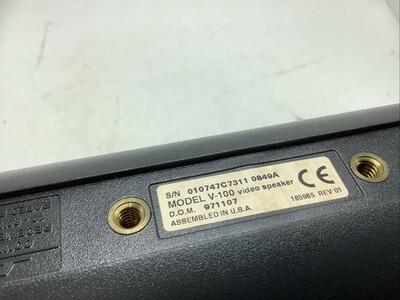 S/N 010747C7311 0849A
MODEL V-100 video speaker
D.O.M. 971107
ASSEMBLED IN U.S.A.
CE
185985 REV 01